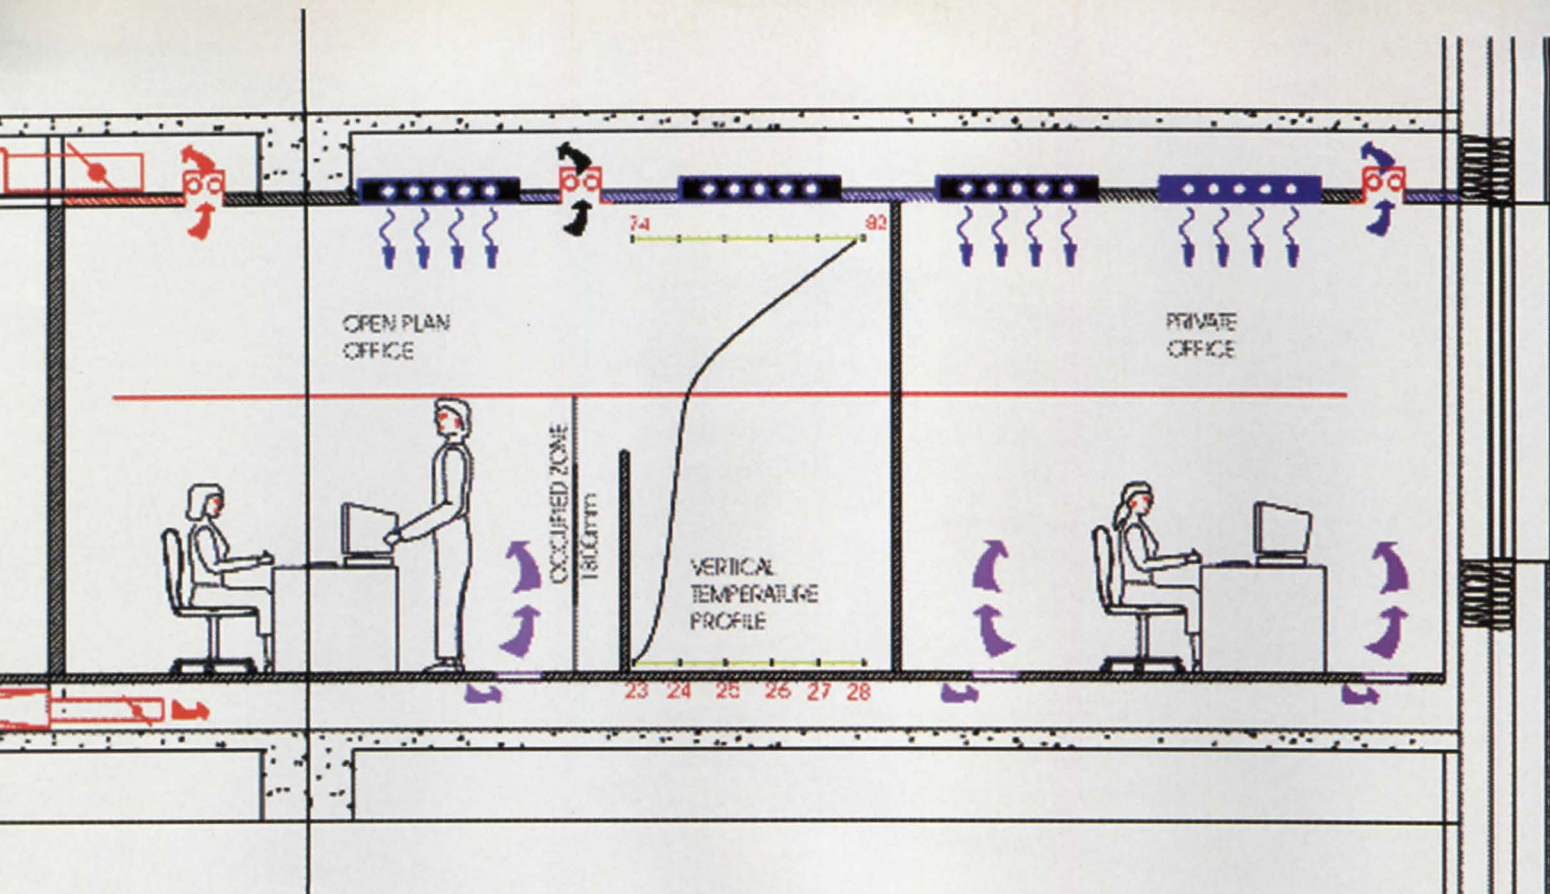 74
82
OPEN PLAN
OFFICE
PRIVATE
OFFICE
OCCUPIED ZONE
1800mm
VERTICAL
TEMPERATURE
PROFILE
23 24 25 26 27 28